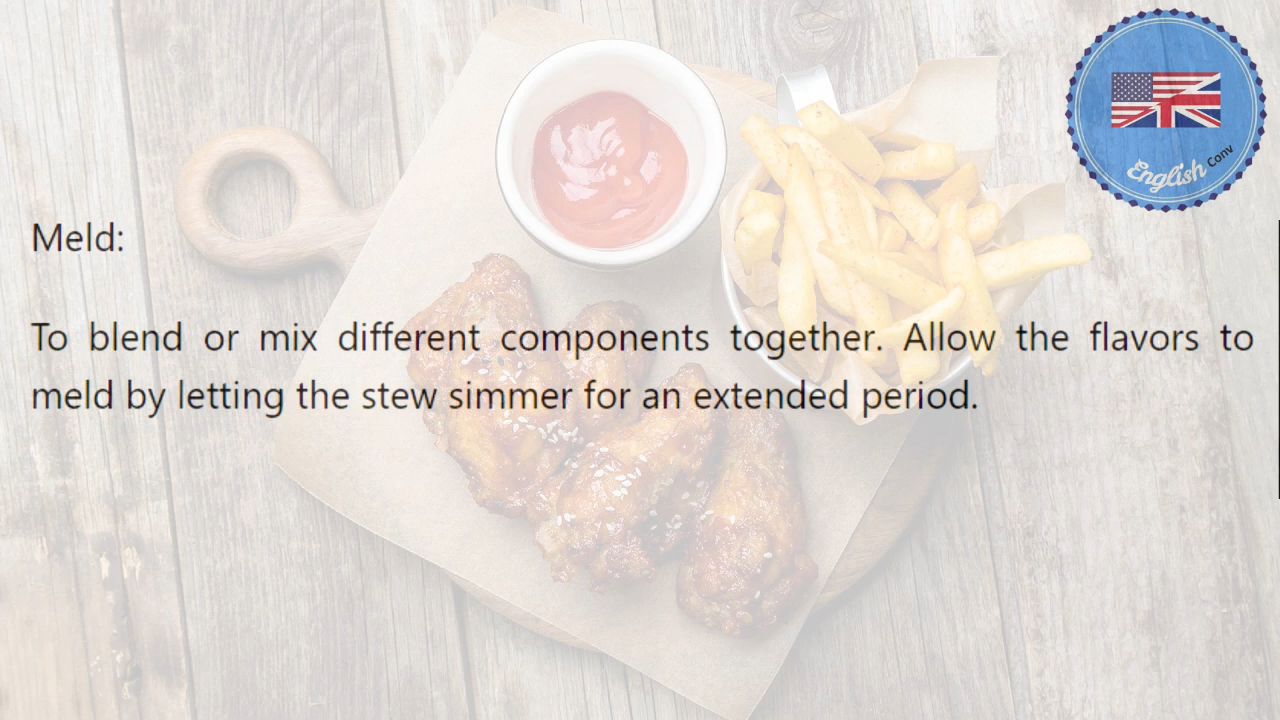 English Conv
Meld:
To blend or mix different components together. Allow the flavors to
meld by letting the stew simmer for an extended period.